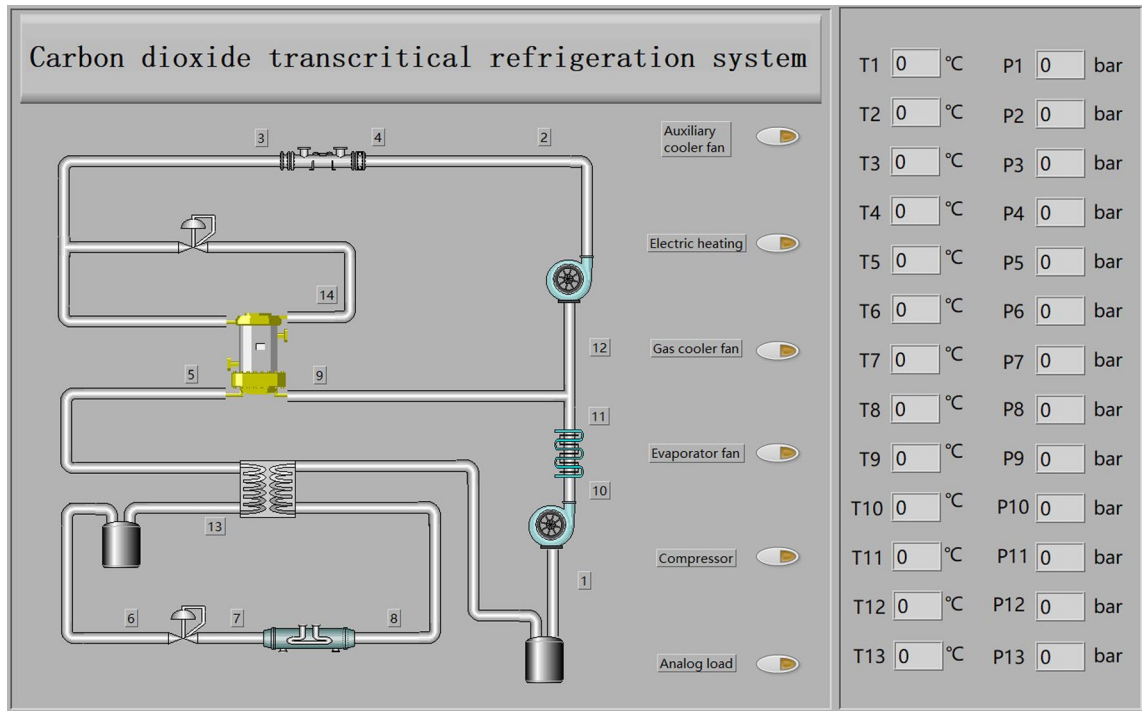 Carbon dioxide transcritical refrigeration system
3
4
2
14
12
5
9
11
10
13
1
6
7
8
Auxiliary
cooler fan
Electric heating
Gas cooler fan
Evaporator fan
Compressor
Analog load
T1 0 ℃ P1 0 bar
T2 0 ℃ P2 0 bar
T3 0 ℃ P3 0 bar
T4 0 ℃ P4 0 bar
T5 0 ℃ P5 0 bar
T6 0 ℃ P6 0 bar
T7 0 ℃ P7 0 bar
T8 0 ℃ P8 0 bar
T9 0 ℃ P9 0 bar
T10 0 ℃ P10 0 bar
T11 0 ℃ P11 0 bar
T12 0 ℃ P12 0 bar
T13 0 ℃ P13 0 bar